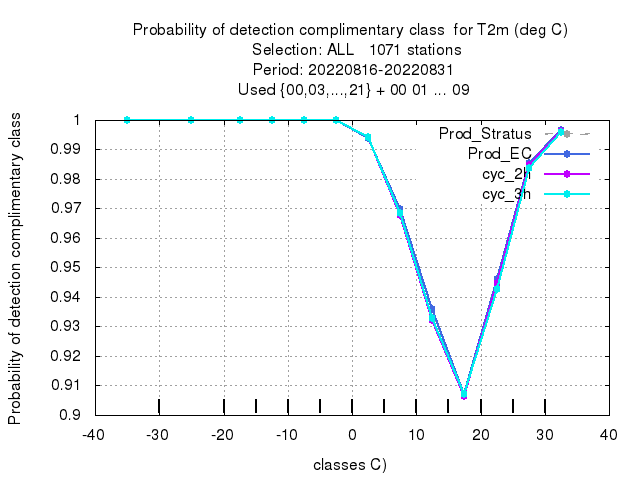 Probability of detection complimentary class for T2m (deg C)
Selection: ALL 1071 stations
Period: 20220816-20220831
Used {00,03,...,21} + 00 01 ... 09
Probability of detection complimentary class
1
0.99
0.98
0.97
0.96
0.95
0.94
0.93
0.92
0.91
0.9
Prod_Stratus
Prod_EC
cyc_2h
cyc_3h
-40 -30 -20 -10 0 10 20 30 40
classes C)